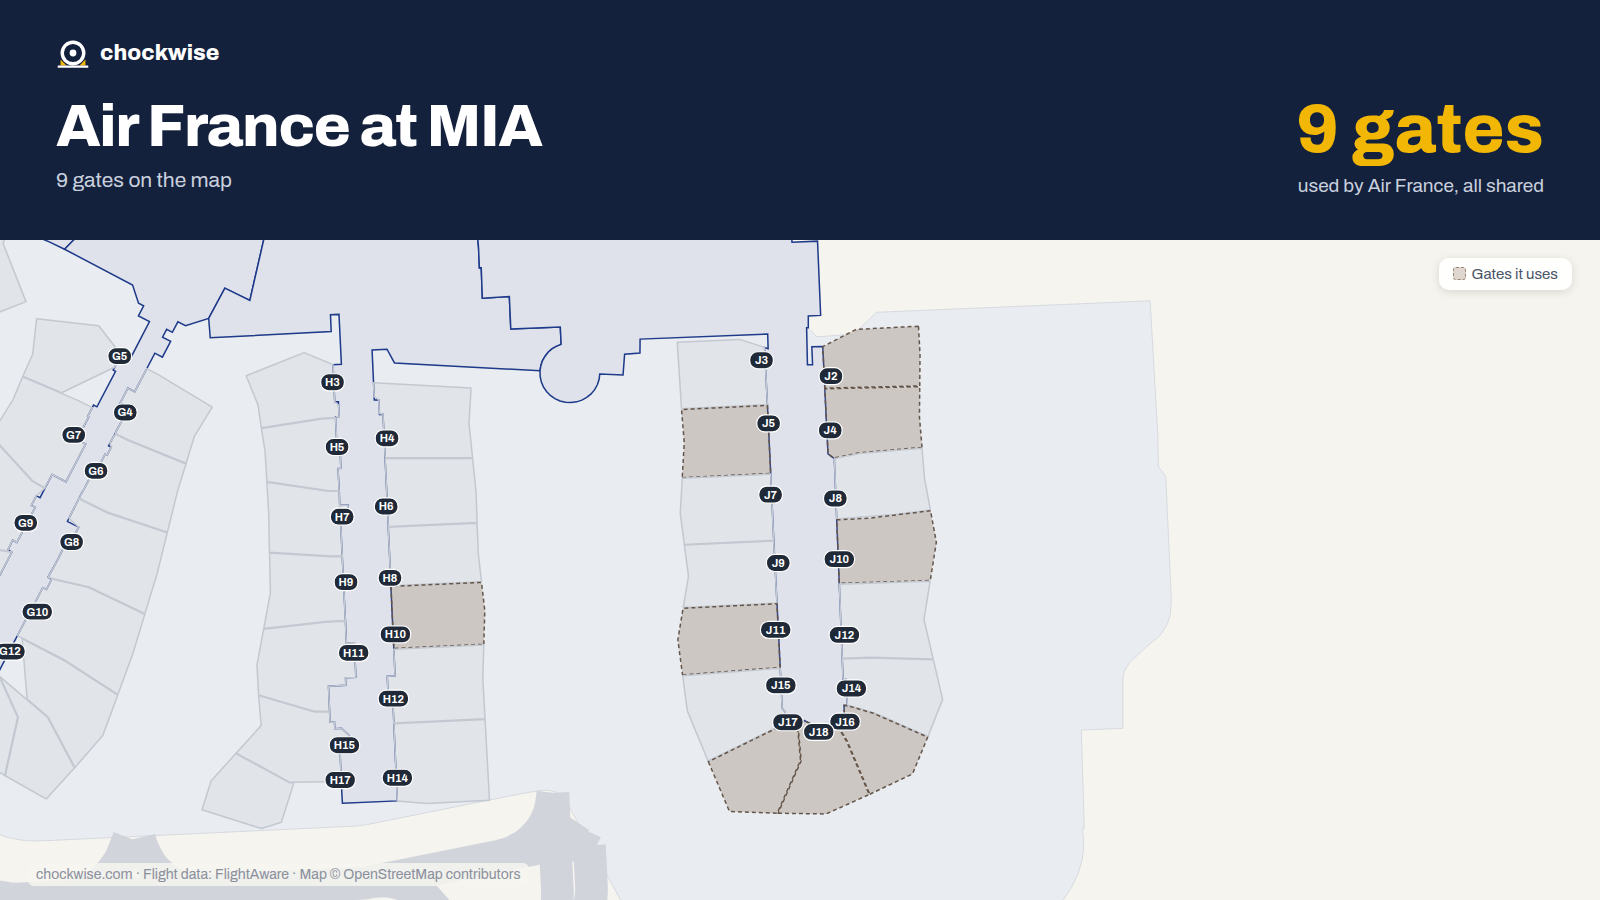 chockwise
Air France at MIA
9 gates on the map
9 gates
used by Air France, all shared
Gates it uses
G5
G4
G7
G6
G9
G8
G10
G12
H3
H5
H4
H7
H6
H9
H8
H10
H11
H12
H15
H17
H14
J3
J2
J5
J4
J7
J8
J9
J10
J11
J12
J15
J14
J17
J18
J16
chockwise.com · Flight data: FlightAware · Map © OpenStreetMap contributors